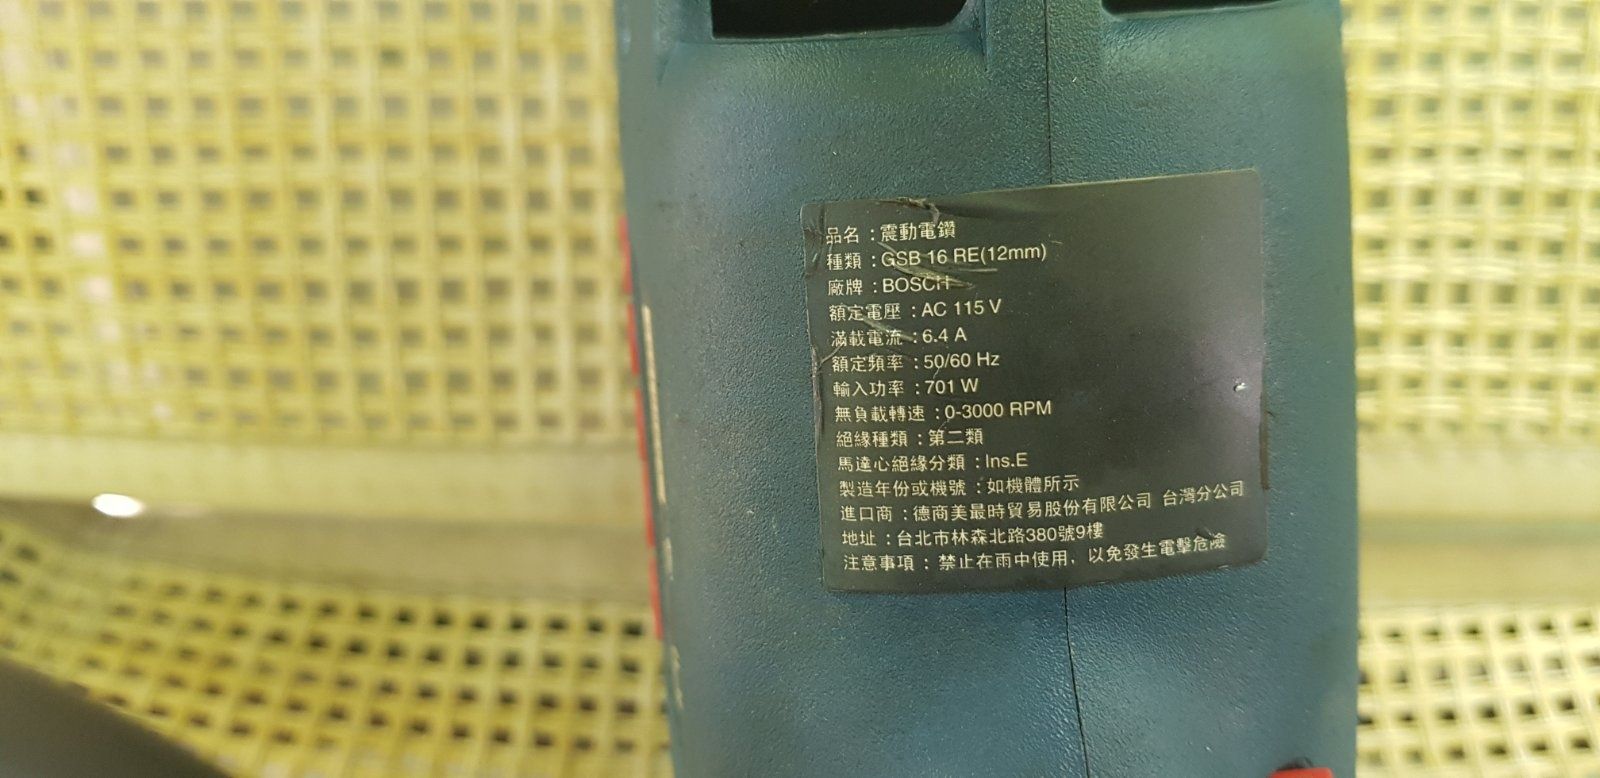 品名：震動電鑽
種類：GSB 16 RE(12mm)
廠牌：BOSCH
額定電壓：AC 115 V
滿載電流：6.4 A
額定頻率：50/60 Hz
輸入功率：701 W
無負載轉速：0-3000 RPM
絕緣種類：第二類
馬達心絕緣分類：Ins.E
製造年份或機號：如機體所示
進口商：德商美最時貿易股份有限公司 台灣分公司
地址：台北市林森北路380號9樓
注意事項：禁止在雨中使用，以免發生電擊危險